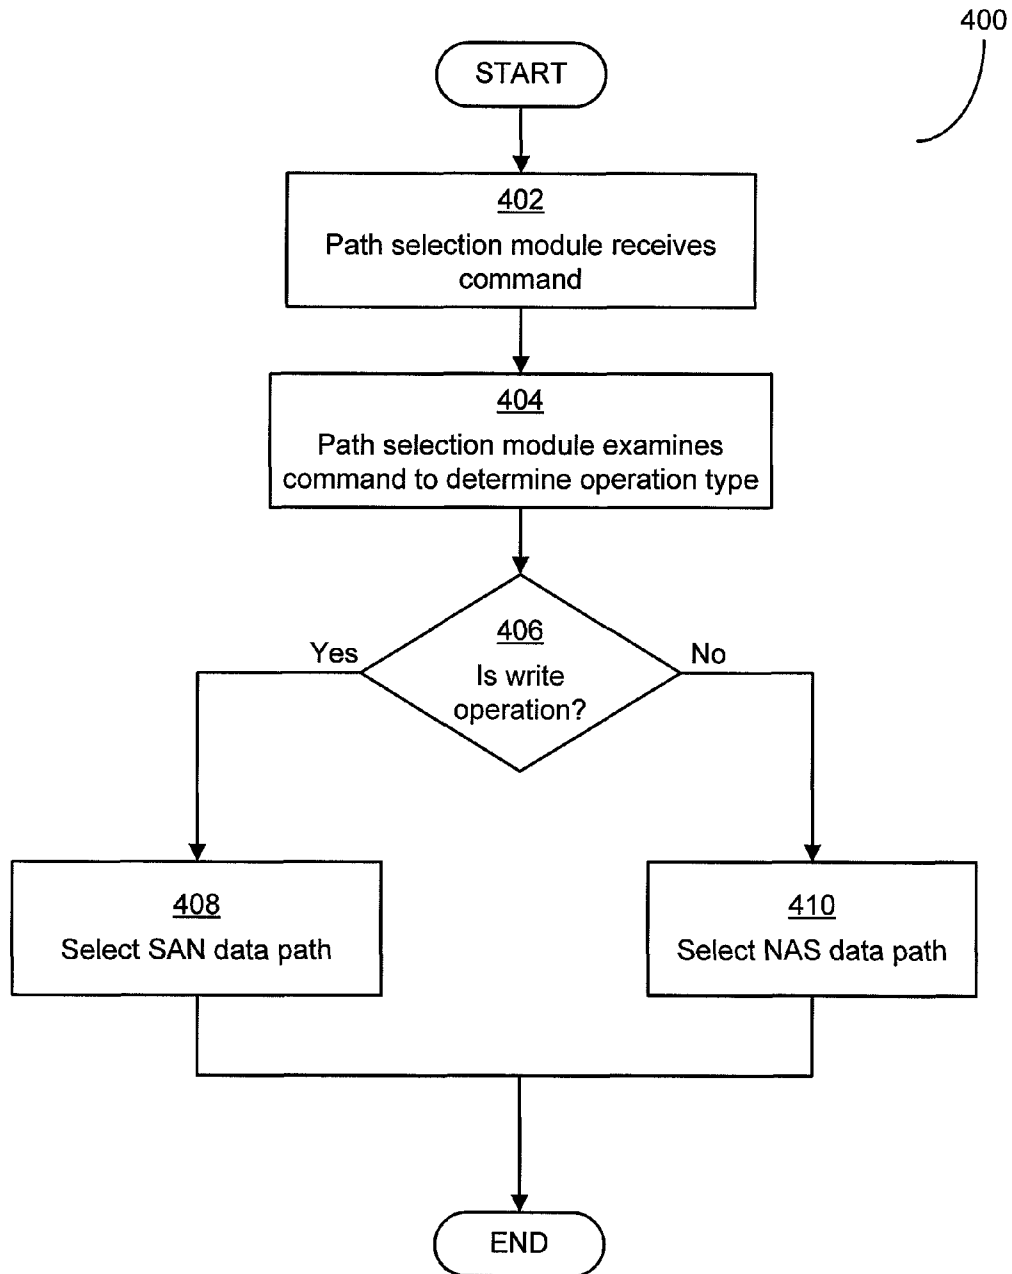 400
START
402
Path selection module receives
command
404
Path selection module examines
command to determine operation type
406
Yes
No
Is write
operation?
408
Select SAN data path
410
Select NAS data path
END